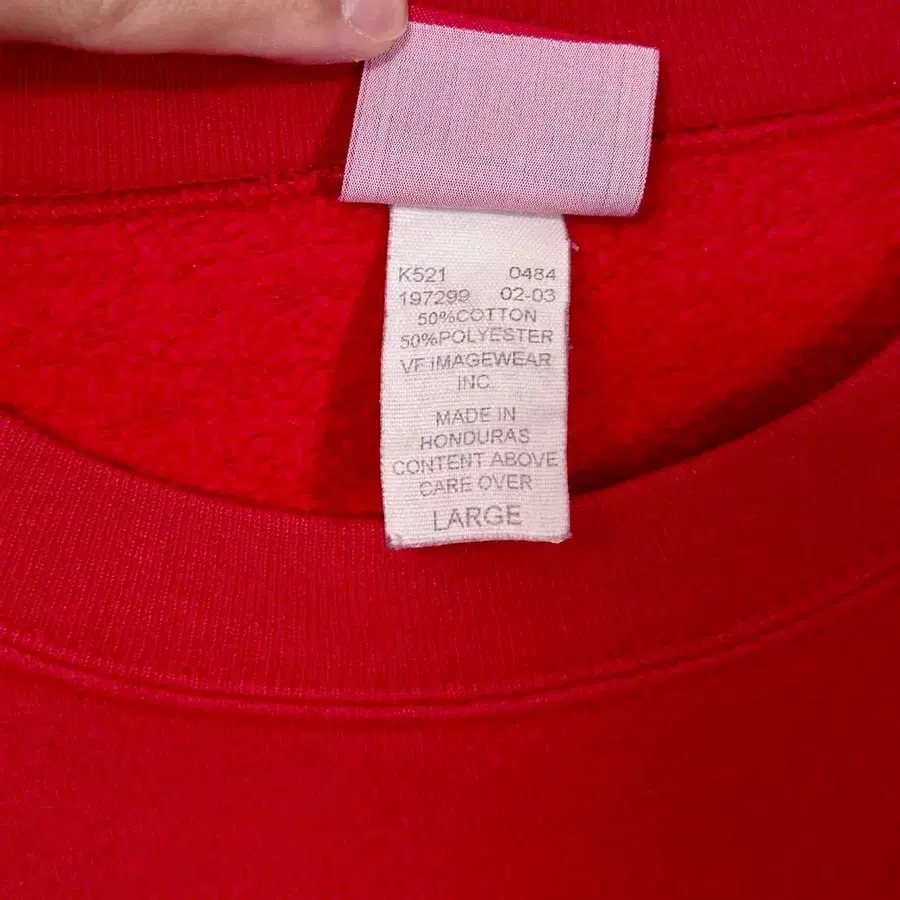 K521 0484
197299 02-03
50%COTTON
50%POLYESTER
VF IMAGEWEAR
INC.
MADE IN
HONDURAS
CONTENT ABOVE
CARE OVER
LARGE